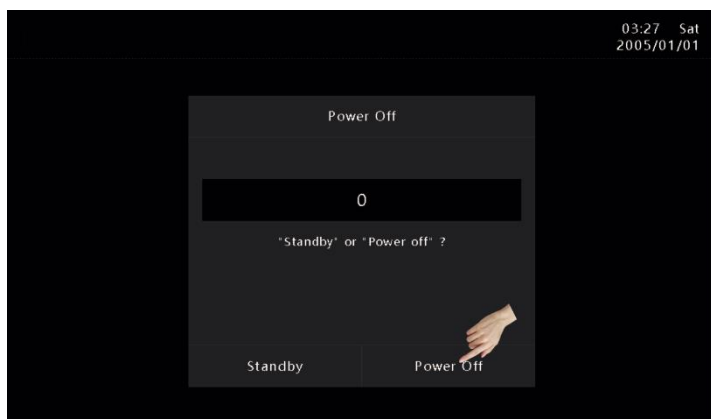 03:27 Sat
2005/01/01
Power Off
0
"Standby" or "Power off" ?
Standby
Power Off